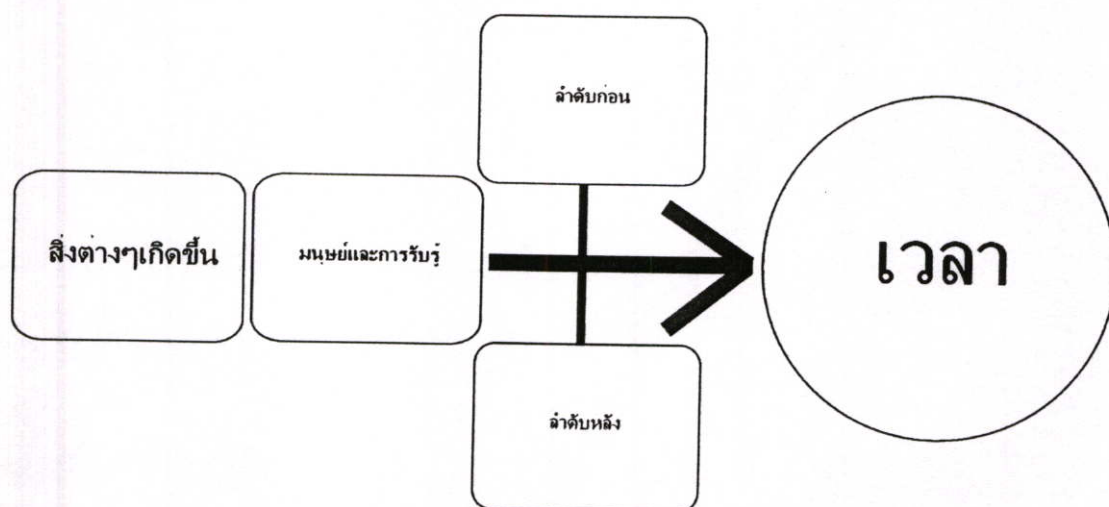 ลำดับก่อน
สิ่งต่างๆเกิดขึ้น
มนุษย์และการรับรู้
เวลา
ลำดับหลัง